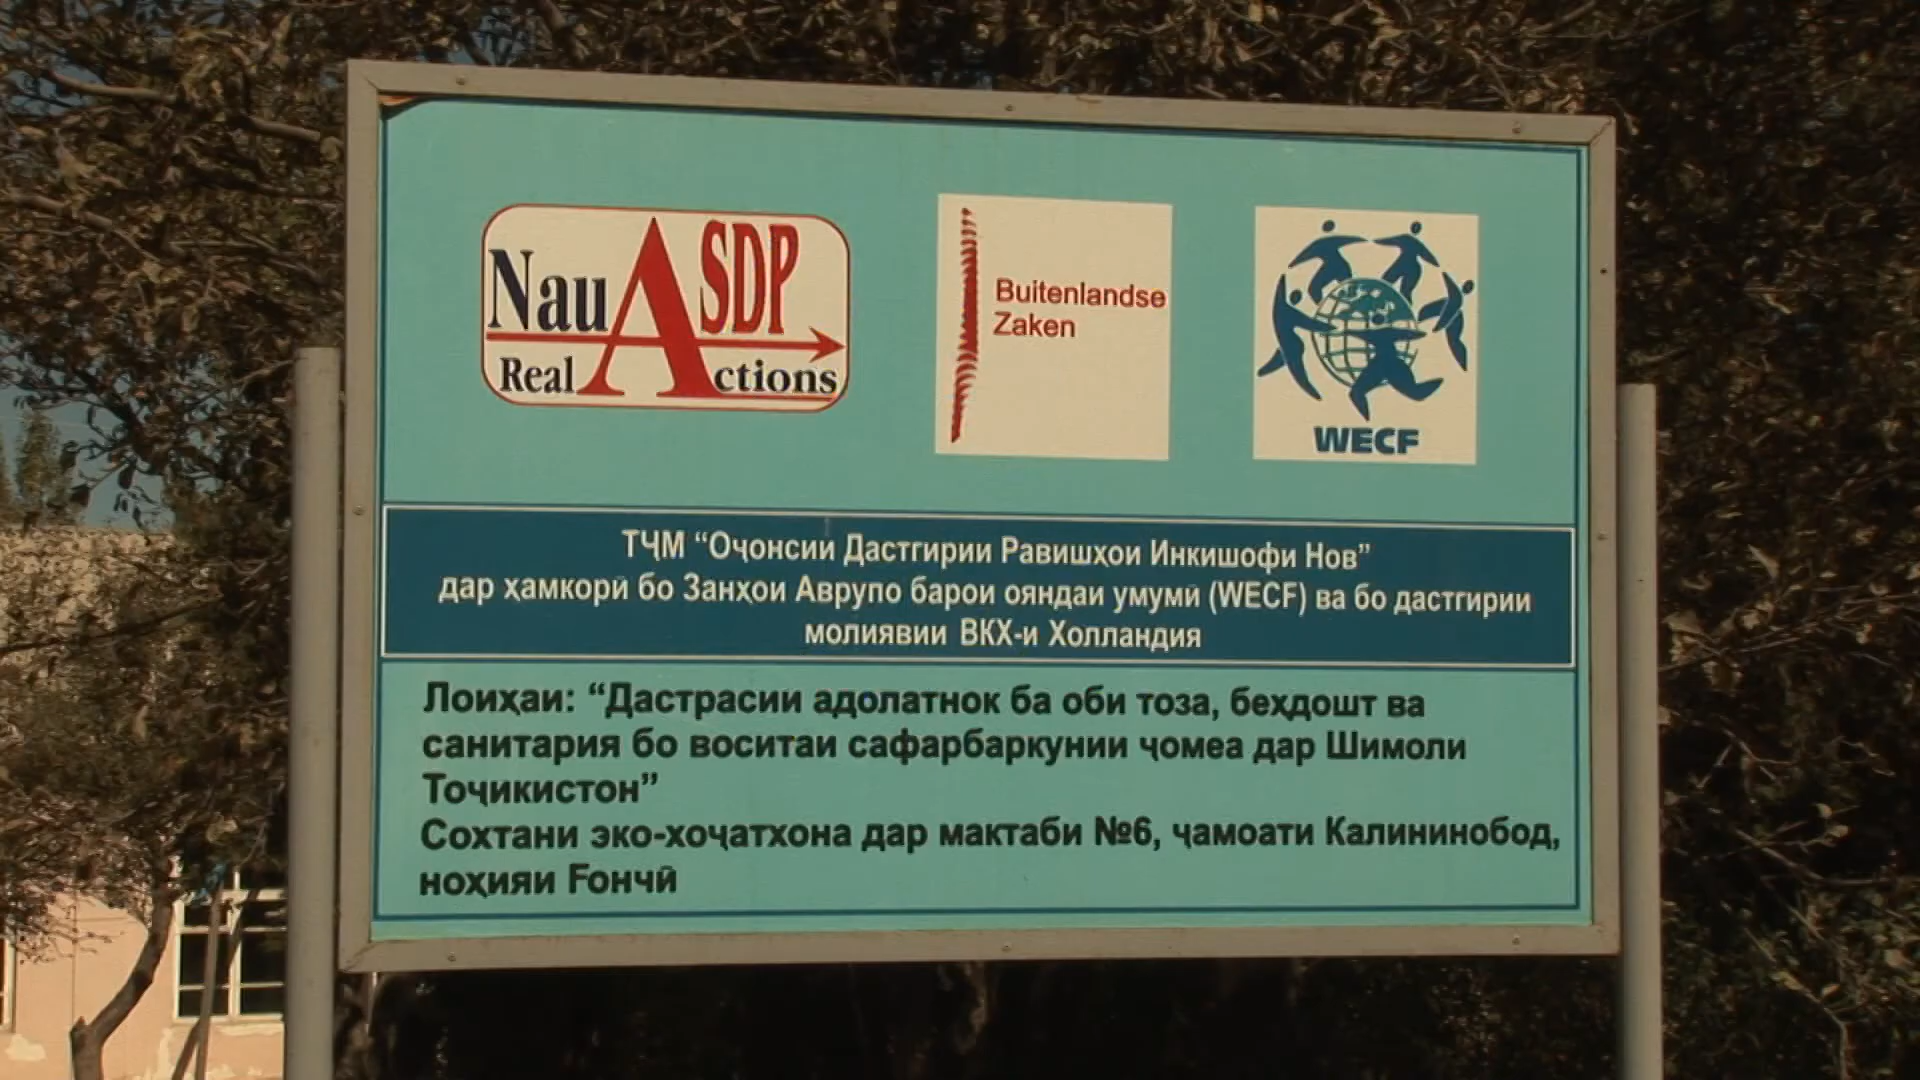 Nau ASDP
Real Actions
Buitenlandse
Zaken
WECF
ТҶМ “Оҷонсии Дастгирии Равишҳои Инкишофи Нов”
дар ҳамкорӣ бо Занҳои Аврупо барои ояндаи умумӣ (WECF) ва бо дастгирии
молиявии ВКХ-и Холландия
Лоиҳаи: “Дастрасии адолатнок ба оби тоза, беҳдошт ва
санитария бо воситаи сафарбаркунии ҷомеа дар Шимоли
Тоҷикистон”
Сохтани эко-хоҷатхона дар мактаби №6, ҷамоати Калининобод,
ноҳияи Ғончӣ